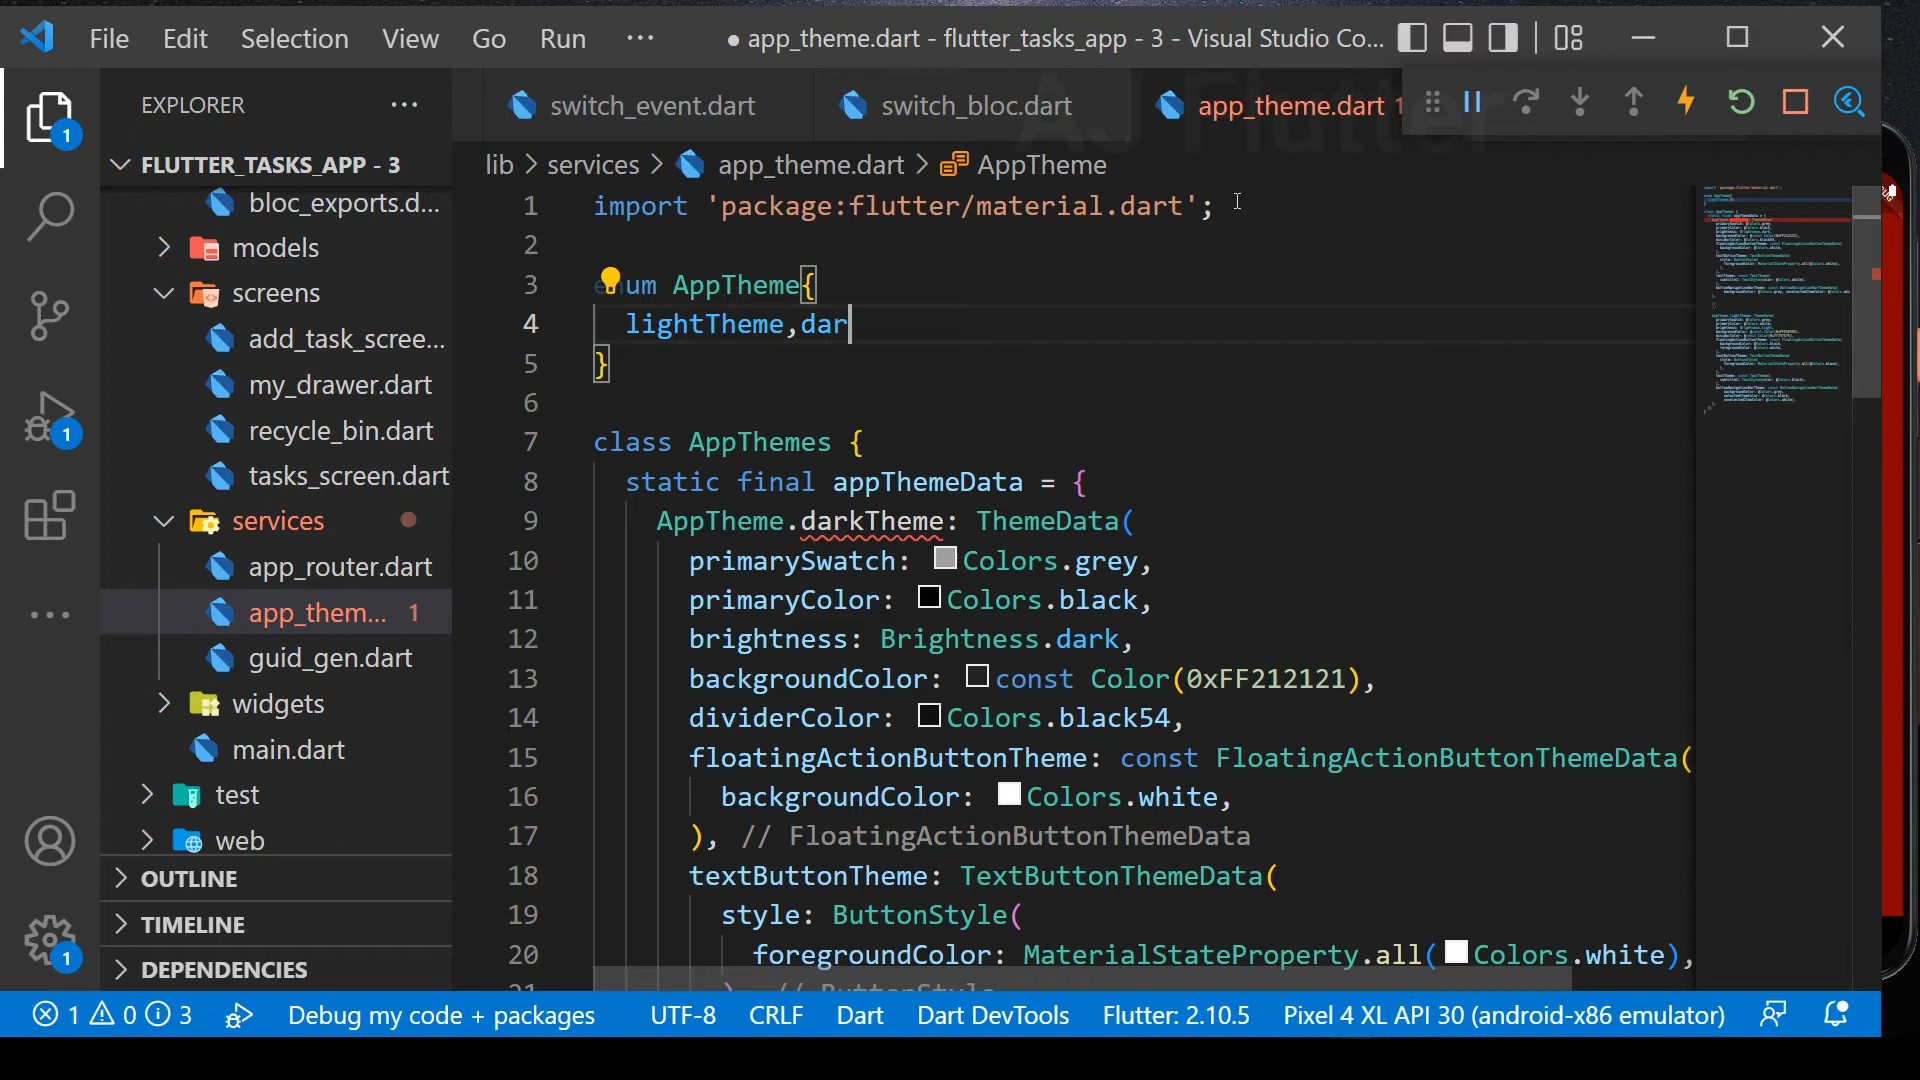 File Edit Selection View Go Run ··· ● app_theme.dart - flutter_tasks_app - 3 - Visual Studio Co...
EXPLORER ···
switch_event.dart switch_bloc.dart app_theme.dart 1
FLUTTER_TASKS_APP - 3
lib > services > app_theme.dart > AppTheme
bloc_exports.d...
models
screens
add_task_scree...
my_drawer.dart
recycle_bin.dart
tasks_screen.dart
services
app_router.dart
app_them... 1
guid_gen.dart
widgets
main.dart
test
web
OUTLINE
TIMELINE
DEPENDENCIES
1
1
1
1 import 'package:flutter/material.dart';
2
3 enum AppTheme{
4 lightTheme,dar
5 }
6
7 class AppThemes {
8 static final appThemeData = {
9 AppTheme.darkTheme: ThemeData(
10 primarySwatch: Colors.grey,
11 primaryColor: Colors.black,
12 brightness: Brightness.dark,
13 backgroundColor: const Color(0xFF212121),
14 dividerColor: Colors.black54,
15 floatingActionButtonTheme: const FloatingActionButtonThemeData(
16 backgroundColor: Colors.white,
17 ), // FloatingActionButtonThemeData
18 textButtonTheme: TextButtonThemeData(
19 style: ButtonStyle(
20 foregroundColor: MaterialStateProperty.all(Colors.white),
21 ), // ButtonStyle
1 0 3 Debug my code + packages UTF-8 CRLF Dart Dart DevTools Flutter: 2.10.5 Pixel 4 XL API 30 (android-x86 emulator)